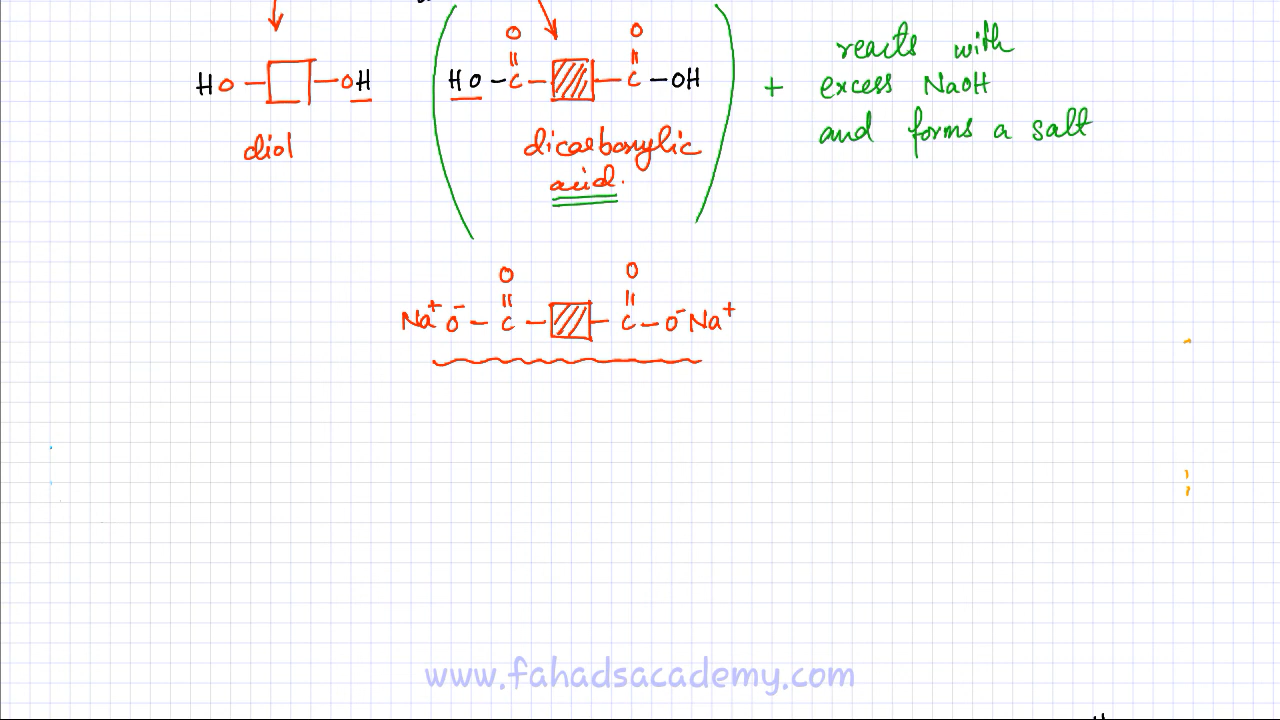 O O
|| ||
HO – □ – OH HO – C – ▨ – C – OH + reacts with
excess NaOH
and forms a salt
diol dicarboxylic
acid.
O O
|| ||
Na⁺ O⁻ – C – ▨ – C – O⁻ Na⁺
www.fahadsacademy.com